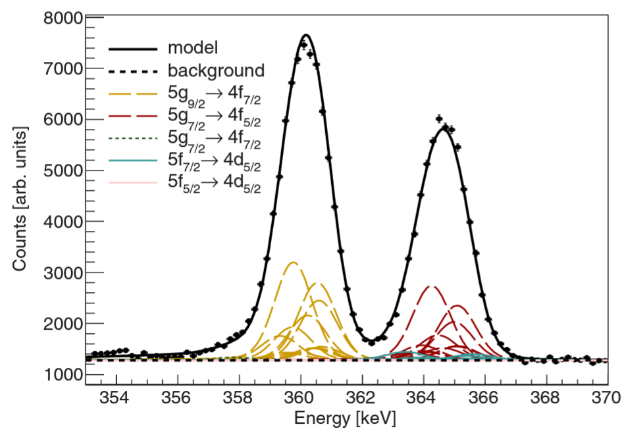 8000
7000
6000
5000
4000
3000
2000
1000
Counts [arb. units]
model
background
5g9/2 → 4f7/2
5g7/2 → 4f5/2
5g7/2 → 4f7/2
5f7/2 → 4d5/2
5f5/2 → 4d5/2
354 356 358 360 362 364 366 368 370
Energy [keV]